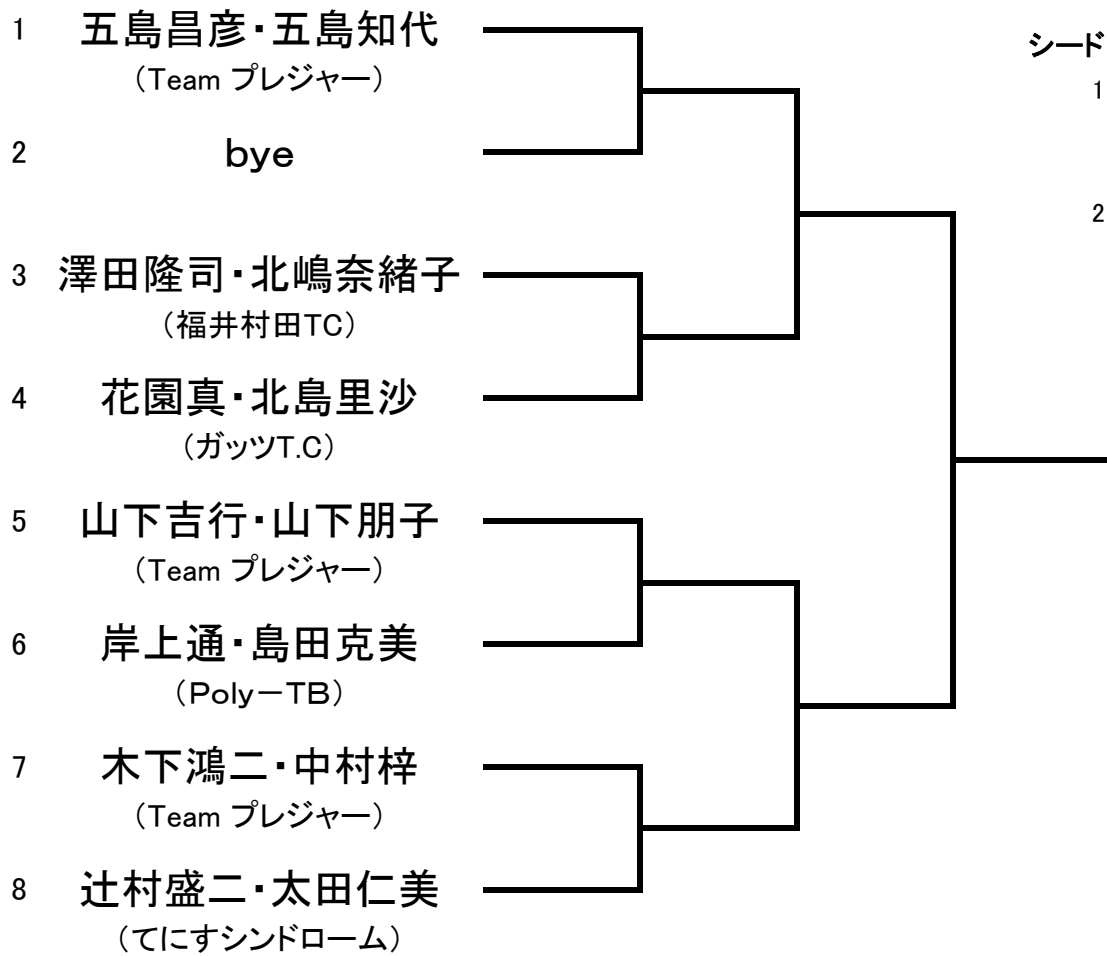 1 五島昌彦・五島知代
（Team プレジャー）
シード
1
2 bye
2
3 澤田隆司・北嶋奈緒子
（福井村田TC）
4 花園真・北島里沙
（ガッツT.C）
5 山下吉行・山下朋子
（Team プレジャー）
6 岸上通・島田克美
（Poly－TB）
7 木下鴻二・中村梓
（Team プレジャー）
8 辻村盛二・太田仁美
（てにすシンドローム）